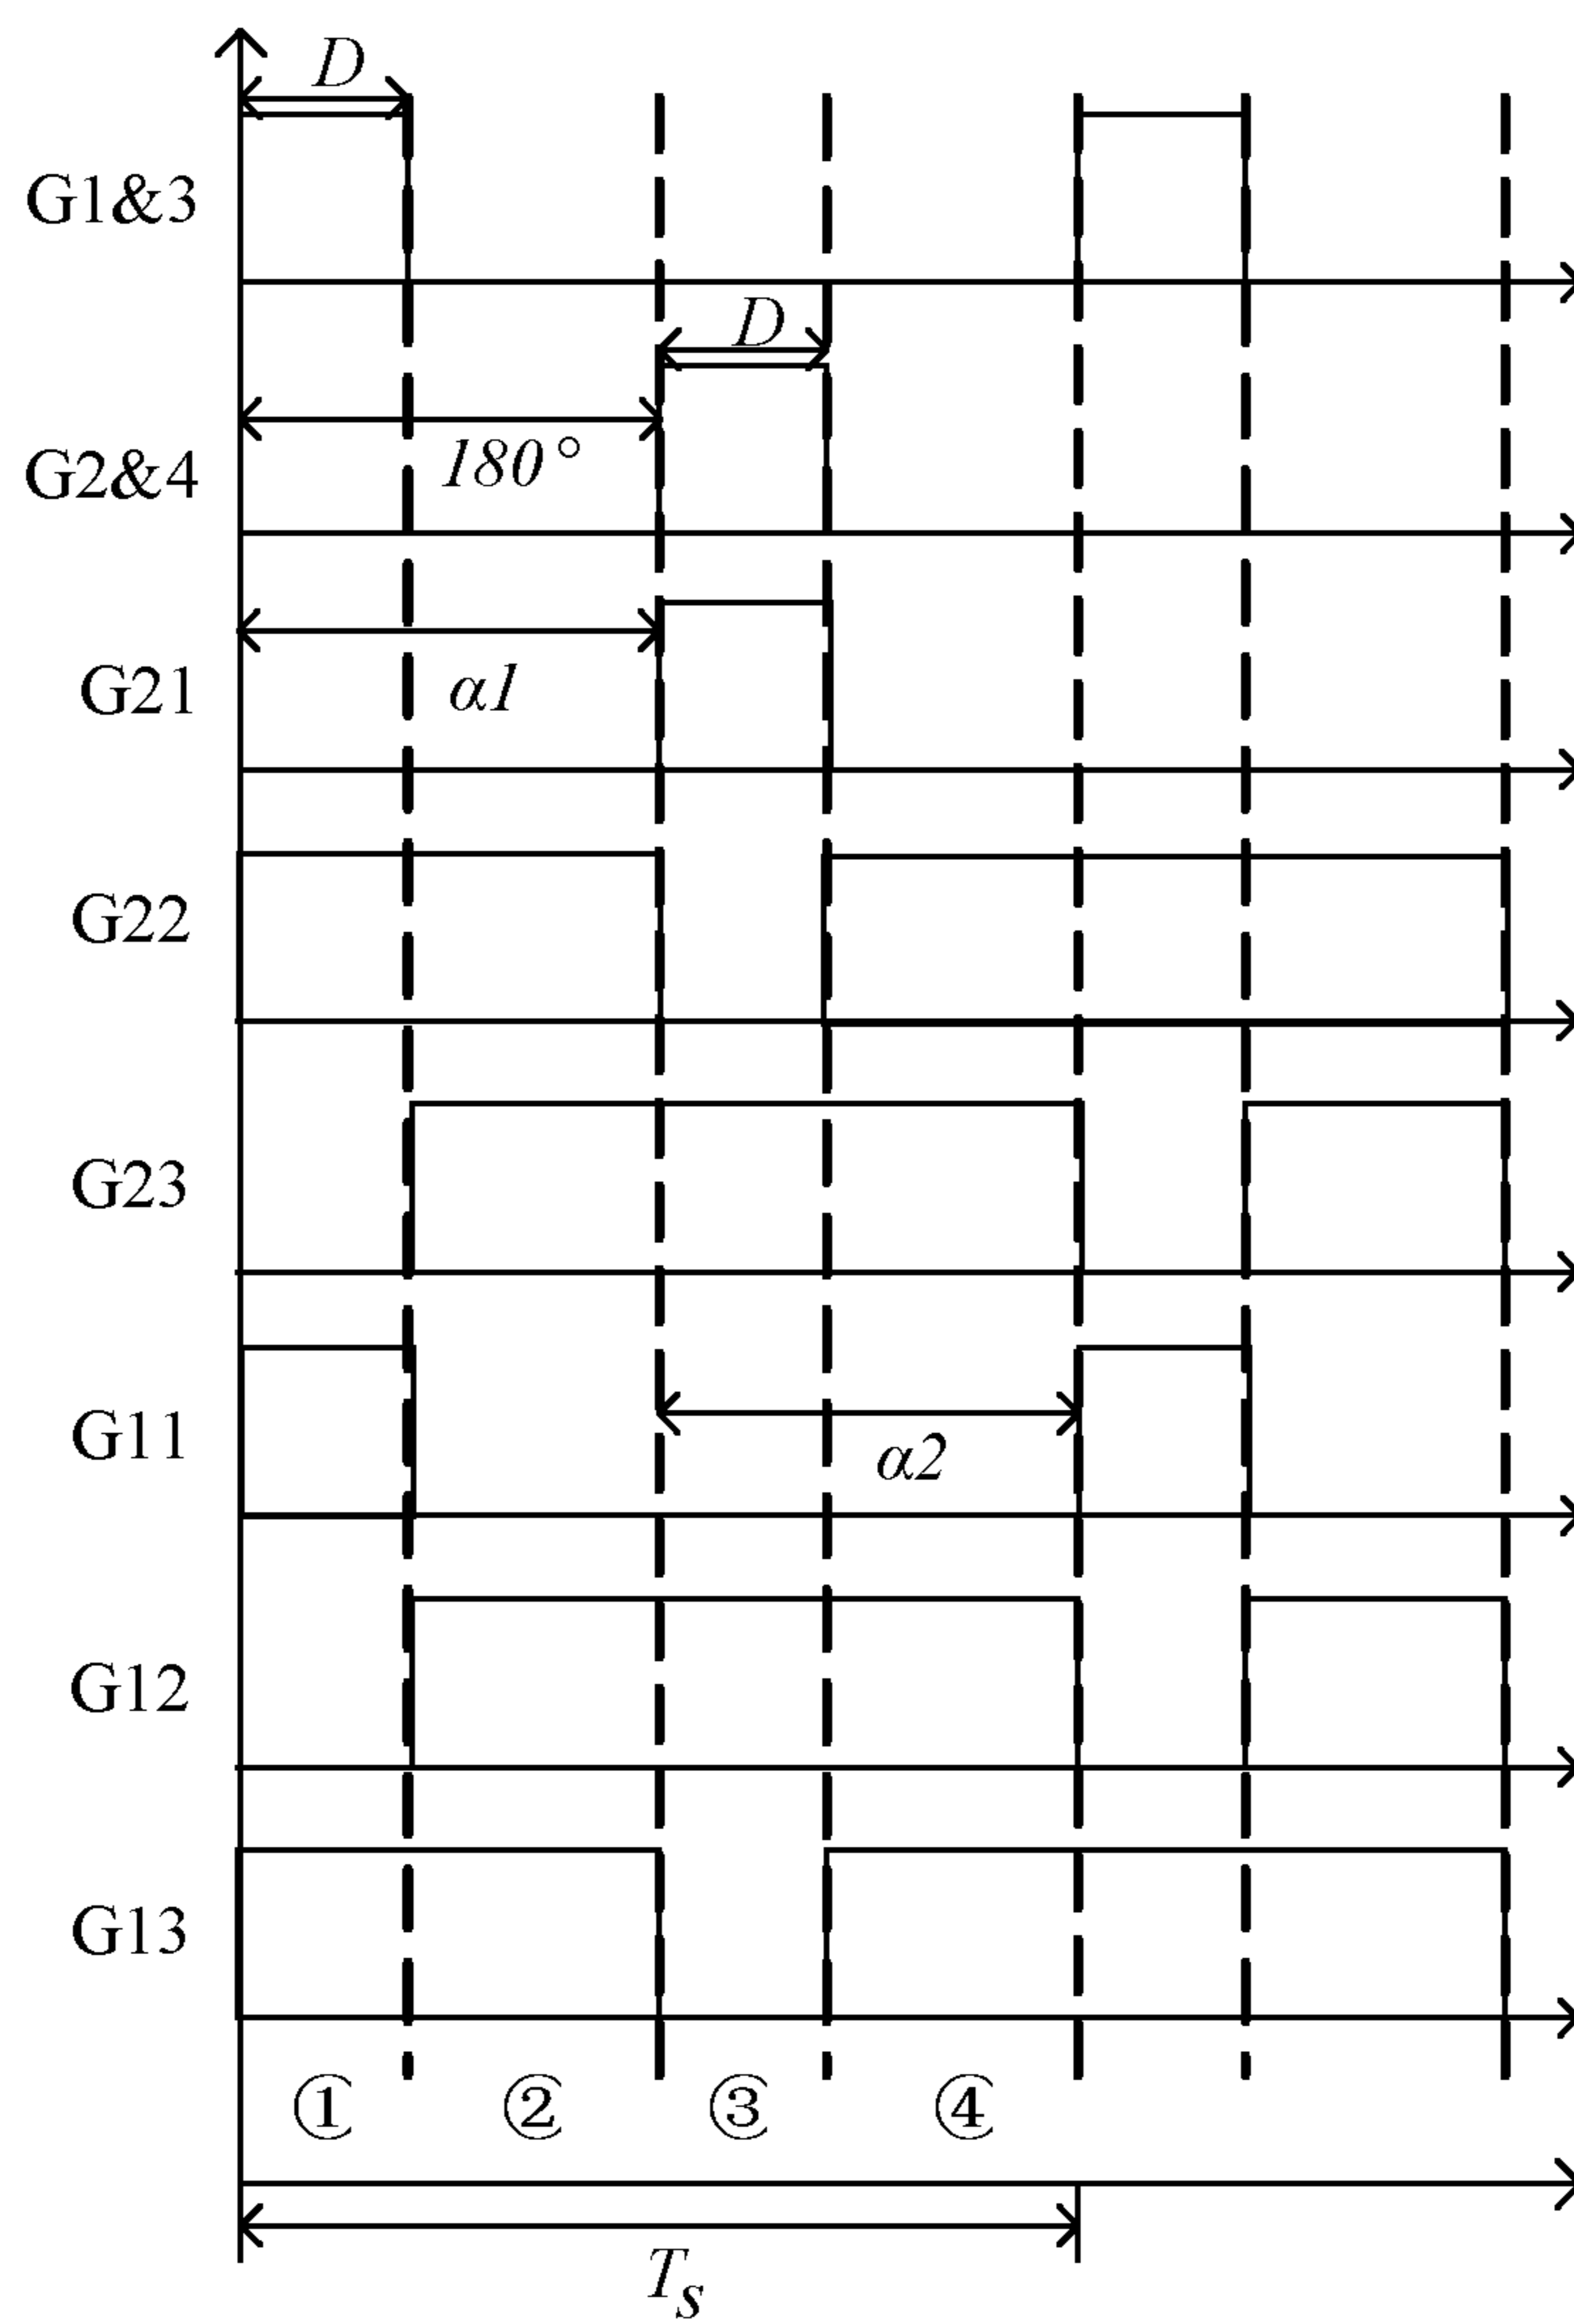 D
G1&3
D
180°
G2&4
α1
G21
G22
G23
G11
α2
G12
G13
① ② ③ ④
Ts